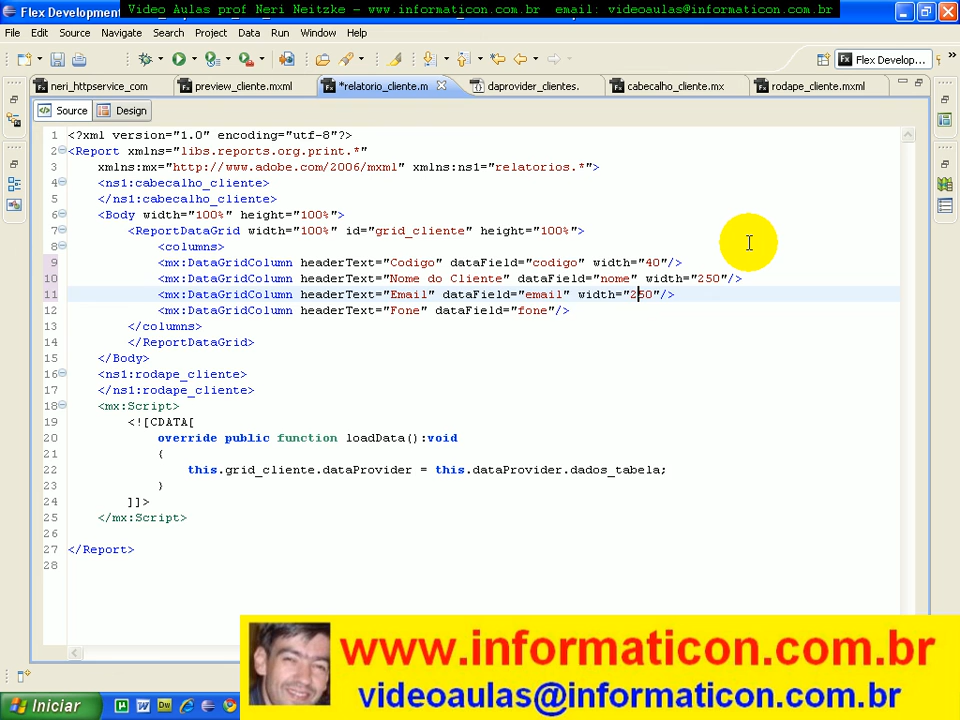 Video Aulas prof Neri Neitzke - www.informaticon.com.br email: videoaulas@informaticon.com.br
Flex Development
File Edit Source Navigate Search Project Data Run Window Help
Flex Develop...
neri_httpservice_com preview_cliente.mxml *relatorio_cliente.m daprovider_clientes. cabecalho_cliente.mx rodape_cliente.mxml
Source Design
1 <?xml version="1.0" encoding="utf-8"?>
2 <Report xmlns="libs.reports.org.print.*"
3 xmlns:mx="http://www.adobe.com/2006/mxml" xmlns:ns1="relatorios.*">
4 <ns1:cabecalho_cliente>
5 </ns1:cabecalho_cliente>
6 <Body width="100%" height="100%">
7 <ReportDataGrid width="100%" id="grid_cliente" height="100%">
8 <columns>
9 <mx:DataGridColumn headerText="Codigo" dataField="codigo" width="40"/>
10 <mx:DataGridColumn headerText="Nome do Cliente" dataField="nome" width="250"/>
11 <mx:DataGridColumn headerText="Email" dataField="email" width="250"/>
12 <mx:DataGridColumn headerText="Fone" dataField="fone"/>
13 </columns>
14 </ReportDataGrid>
15 </Body>
16 <ns1:rodape_cliente>
17 </ns1:rodape_cliente>
18 <mx:Script>
19 <![CDATA[
20 override public function loadData():void
21 {
22 this.grid_cliente.dataProvider = this.dataProvider.dados_tabela;
23 }
24 ]]>
25 </mx:Script>
26
27 </Report>
28
www.informaticon.com.br
videoaulas@informaticon.com.br
Iniciar